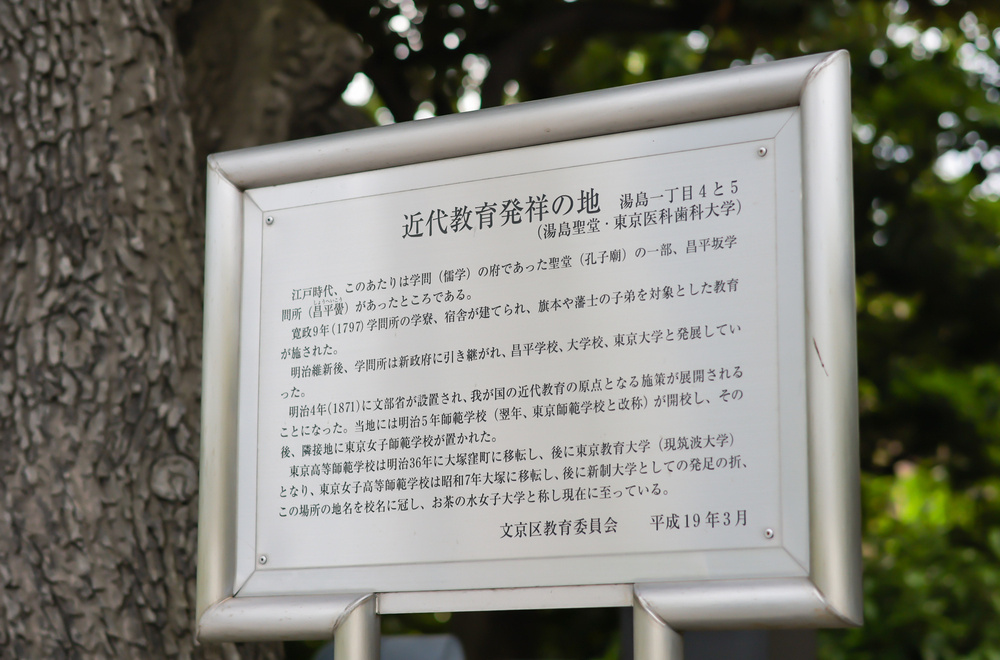 近代教育発祥の地 湯島一丁目4と5
(湯島聖堂・東京医科歯科大学)
江戸時代、このあたりは学問(儒学)の府であった聖堂(孔子廟)の一部、昌平坂学
問所(昌平黌)があったところである。
寛政9年(1797)学問所の学寮、宿舎が建てられ、旗本や藩士の子弟を対象とした教育
が施された。
明治維新後、学問所は新政府に引き継がれ、昌平学校、大学校、東京大学と発展してい
った。
明治4年(1871)に文部省が設置され、我が国の近代教育の原点となる施策が展開される
ことになった。当地には明治5年師範学校(翌年、東京師範学校と改称)が開校し、その
後、隣接地に東京女子師範学校が置かれた。
東京高等師範学校は明治36年に大塚窪町に移転し、後に東京教育大学(現筑波大学)
となり、東京女子高等師範学校は昭和7年大塚に移転し、後に新制大学としての発足の折、
この場所の地名を校名に冠し、お茶の水女子大学と称し現在に至っている。
文京区教育委員会 平成19年3月